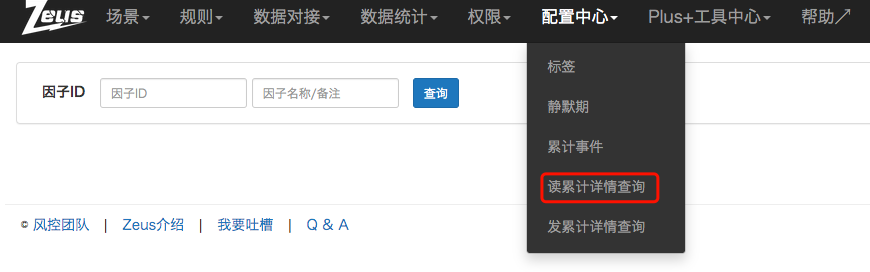 Zeus 场景 规则 数据对接 数据统计 权限 配置中心 Plus+工具中心 帮助↗
标签
因子ID 因子ID 因子名称/备注 查询
静默期
累计事件
读累计详情查询
发累计详情查询
© 风控团队 | Zeus介绍 | 我要吐槽 | Q & A